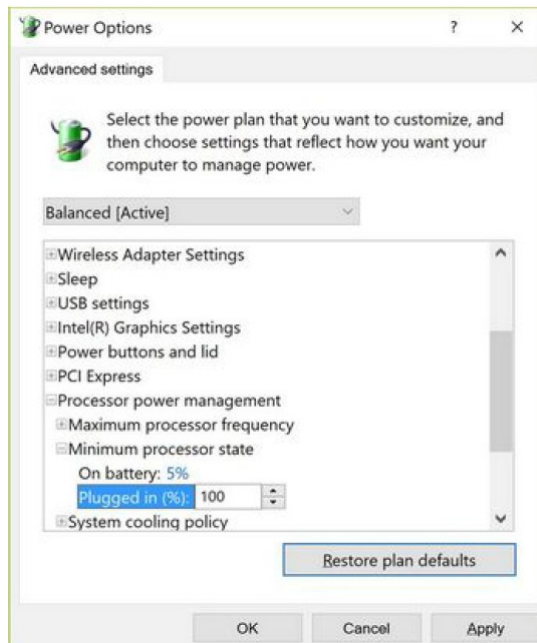 Power Options
?
×
Advanced settings
Select the power plan that you want to customize, and
then choose settings that reflect how you want your
computer to manage power.
Balanced [Active]
Wireless Adapter Settings
Sleep
USB settings
Intel(R) Graphics Settings
Power buttons and lid
PCI Express
Processor power management
Maximum processor frequency
Minimum processor state
On battery: 5%
Plugged in (%): 100
System cooling policy
Restore plan defaults
OK Cancel Apply